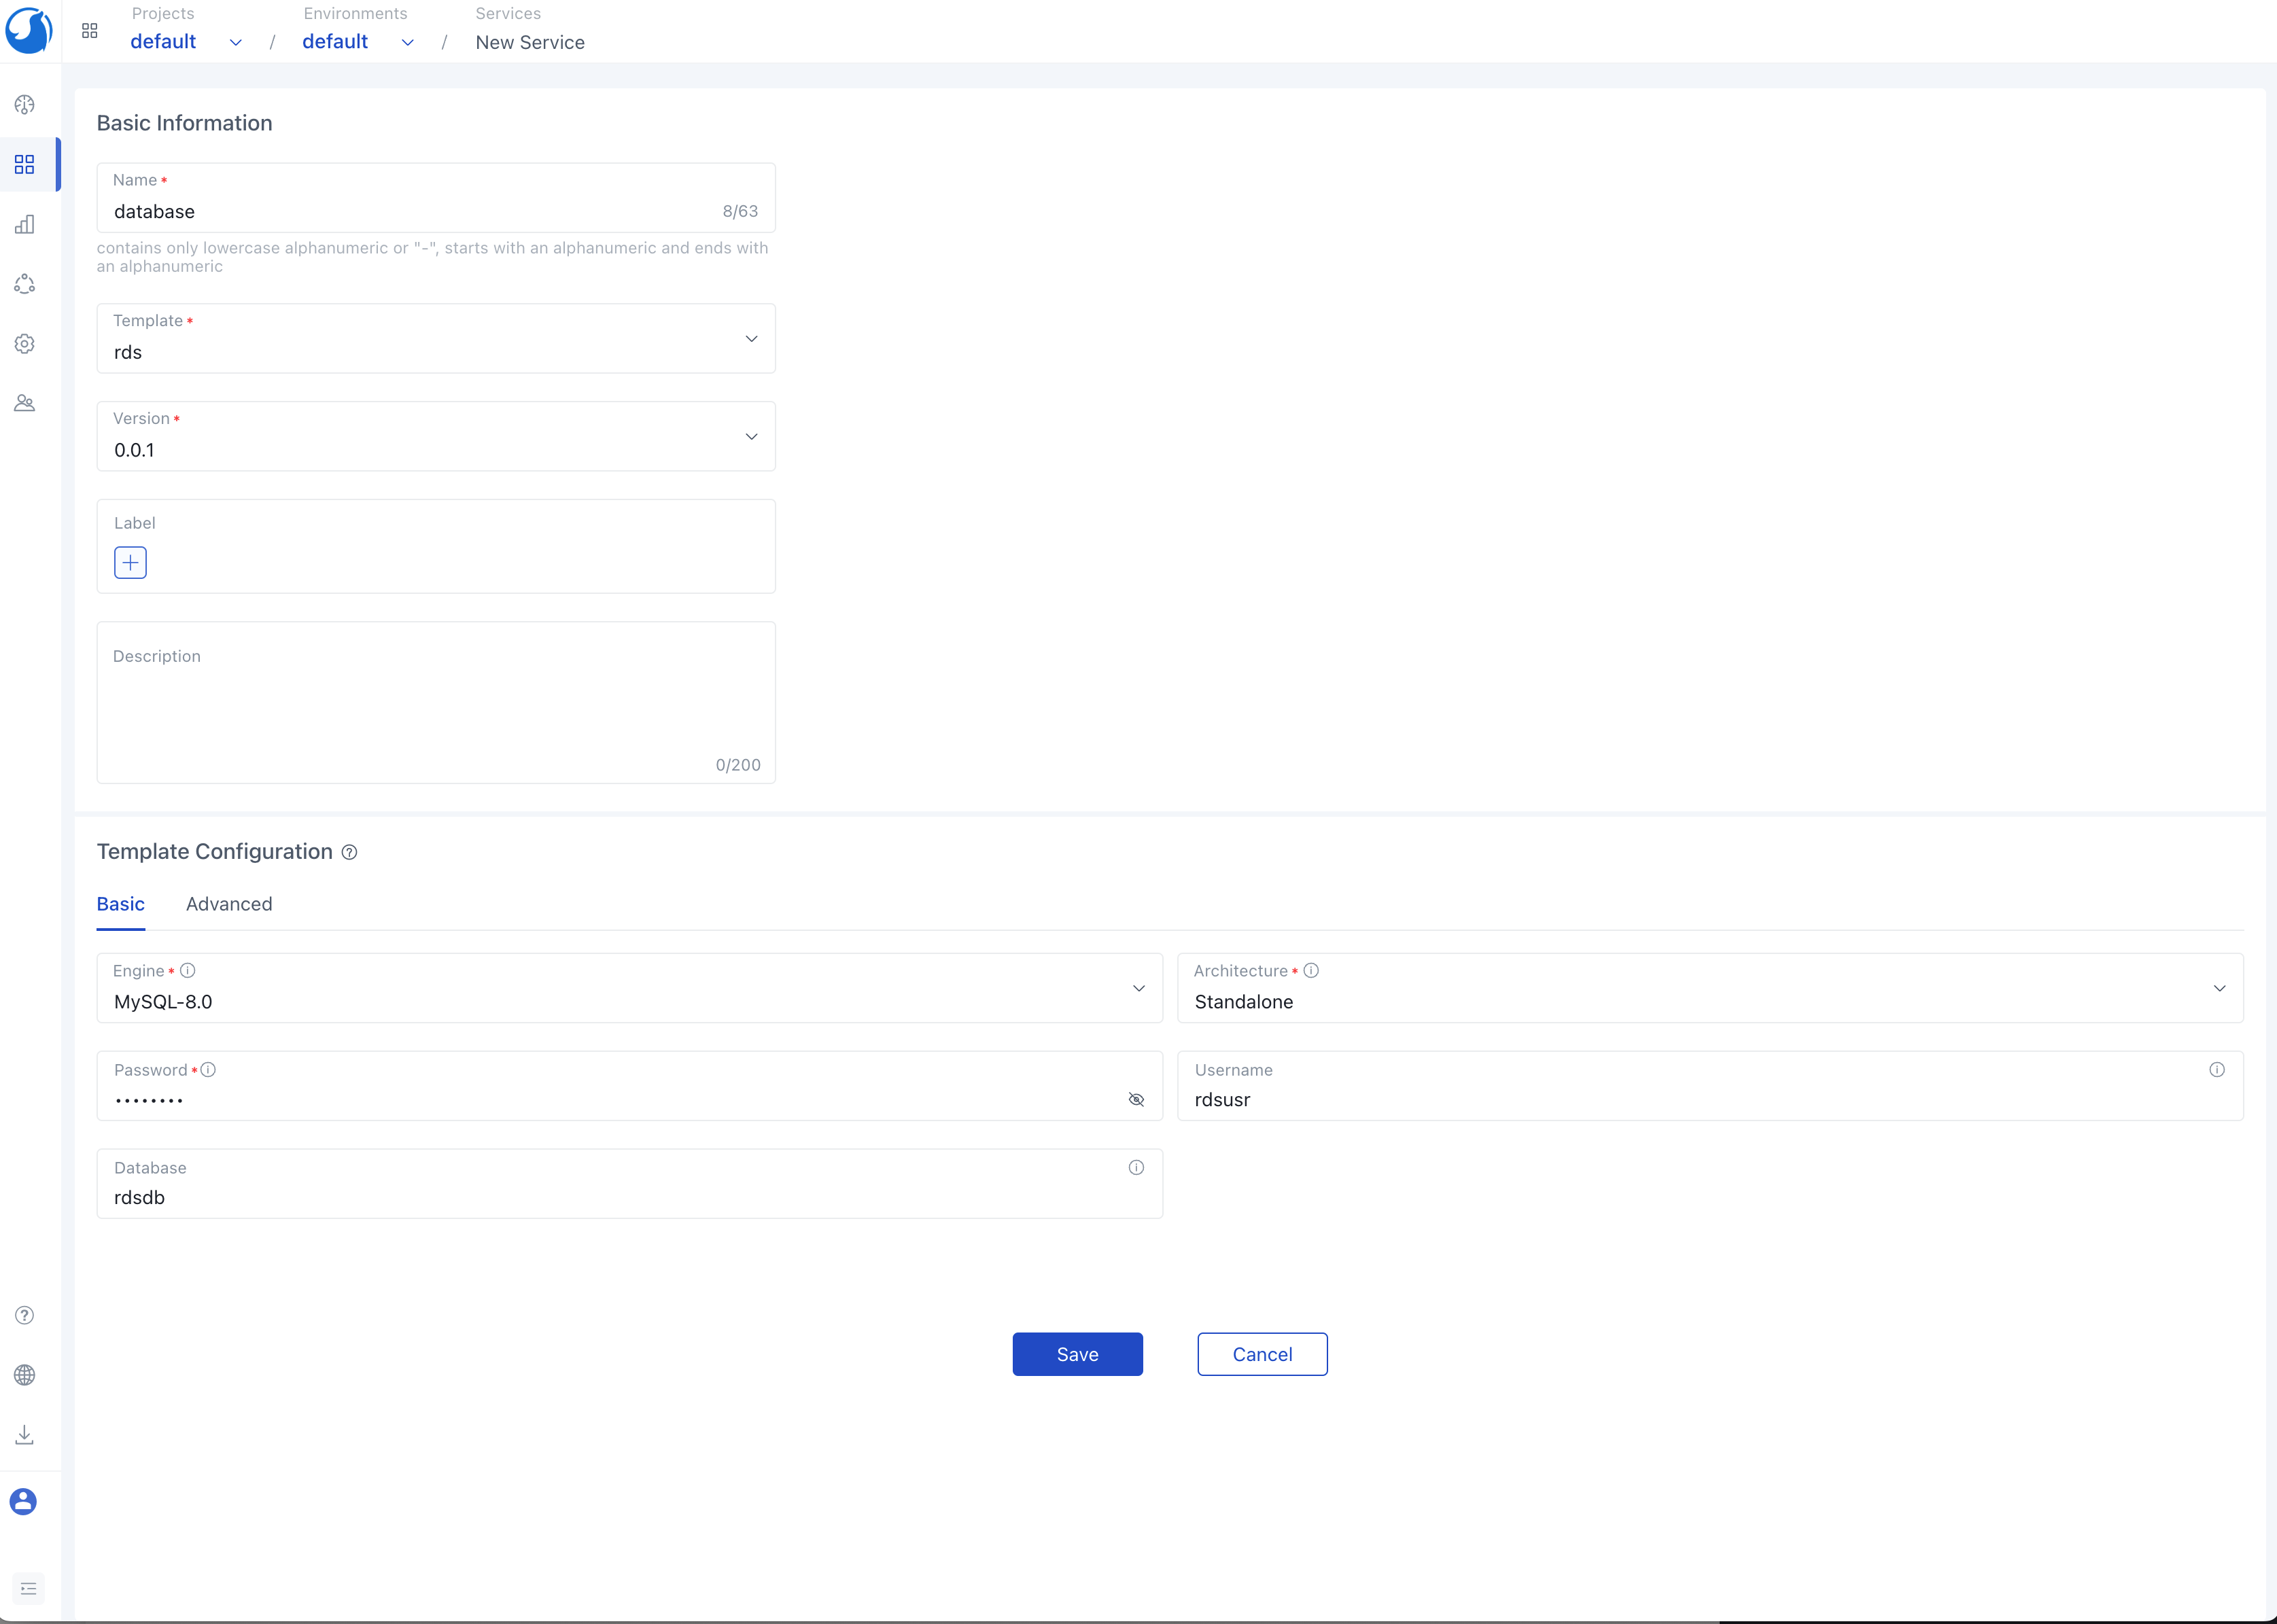 Projects
default
/
Environments
default
/
Services
New Service
Basic Information
Name *
database
8/63
contains only lowercase alphanumeric or "-", starts with an alphanumeric and ends with
an alphanumeric
Template *
rds
Version *
0.0.1
Label
Description
0/200
Template Configuration
Basic
Advanced
Engine *
MySQL-8.0
Architecture *
Standalone
Password *
••••••••
Username
rdsusr
Database
rdsdb
Save
Cancel